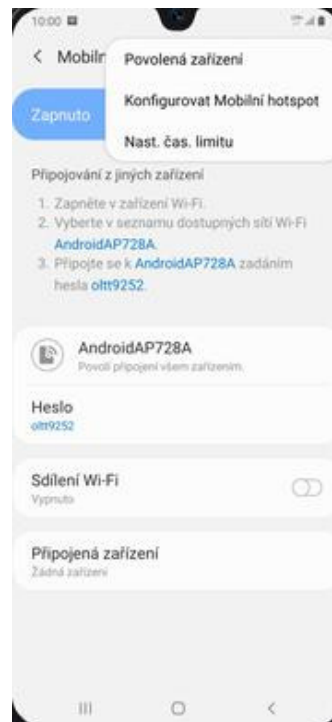 10:00
Mobiln
Povolená zařízení
Konfigurovat Mobilní hotspot
Nast. čas. limitu
Zapnuto
Připojování z jiných zařízení
1. Zapněte v zařízení Wi-Fi.
2. Vyberte v seznamu dostupných sítí Wi-Fi
AndroidAP728A.
3. Připojte se k AndroidAP728A zadáním
hesla oltt9252.
AndroidAP728A
Povolí připojení všem zařízením.
Heslo
oltt9252
Sdílení Wi-Fi
Vypnuto
Připojená zařízení
Žádná zařízení